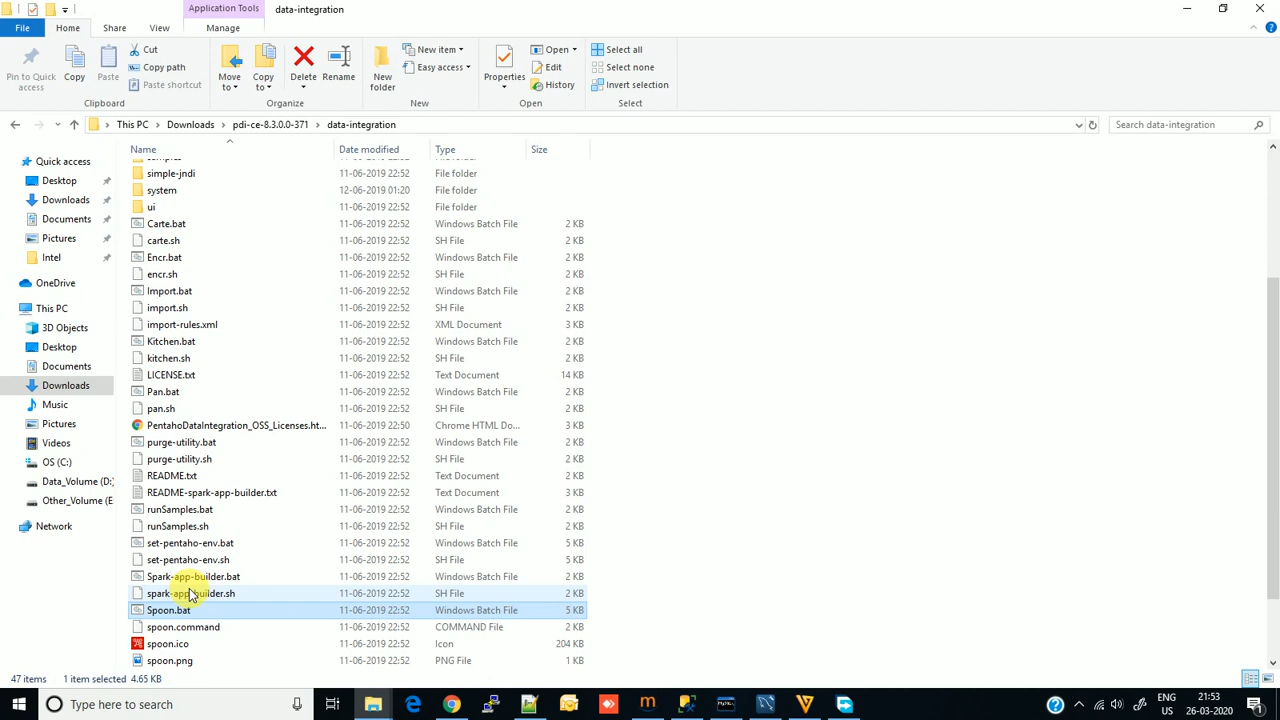 Application Tools
data-integration
File
Home
Share
View
Manage
Pin to Quick access
Copy
Paste
Cut
Copy path
Paste shortcut
Clipboard
Move to
Copy to
Delete
Rename
Organize
New folder
New item
Easy access
New
Properties
Open
Edit
History
Open
Select all
Select none
Invert selection
Select
This PC
Downloads
pdi-ce-8.3.0.0-371
data-integration
Search data-integration
Quick access
Desktop
Downloads
Documents
Pictures
Intel
OneDrive
This PC
3D Objects
Desktop
Documents
Downloads
Music
Pictures
Videos
OS (C:)
Data_Volume (D:)
Other_Volume (E
Network
Name Date modified Type Size
simple-jndi 11-06-2019 22:52 File folder
system 12-06-2019 01:20 File folder
ui 11-06-2019 22:52 File folder
Carte.bat 11-06-2019 22:52 Windows Batch File 2 KB
carte.sh 11-06-2019 22:52 SH File 2 KB
Encr.bat 11-06-2019 22:52 Windows Batch File 2 KB
encr.sh 11-06-2019 22:52 SH File 2 KB
Import.bat 11-06-2019 22:52 Windows Batch File 2 KB
import.sh 11-06-2019 22:52 SH File 2 KB
import-rules.xml 11-06-2019 22:52 XML Document 3 KB
Kitchen.bat 11-06-2019 22:52 Windows Batch File 2 KB
kitchen.sh 11-06-2019 22:52 SH File 2 KB
LICENSE.txt 11-06-2019 22:52 Text Document 14 KB
Pan.bat 11-06-2019 22:52 Windows Batch File 2 KB
pan.sh 11-06-2019 22:52 SH File 2 KB
PentahoDataIntegration_OSS_Licenses.ht... 11-06-2019 22:50 Chrome HTML Do... 3 KB
purge-utility.bat 11-06-2019 22:52 Windows Batch File 2 KB
purge-utility.sh 11-06-2019 22:52 SH File 2 KB
README.txt 11-06-2019 22:52 Text Document 2 KB
README-spark-app-builder.txt 11-06-2019 22:52 Text Document 3 KB
runSamples.bat 11-06-2019 22:52 Windows Batch File 2 KB
runSamples.sh 11-06-2019 22:52 SH File 2 KB
set-pentaho-env.bat 11-06-2019 22:52 Windows Batch File 5 KB
set-pentaho-env.sh 11-06-2019 22:52 SH File 5 KB
Spark-app-builder.bat 11-06-2019 22:52 Windows Batch File 2 KB
spark-app-builder.sh 11-06-2019 22:52 SH File 2 KB
Spoon.bat 11-06-2019 22:52 Windows Batch File 5 KB
spoon.command 11-06-2019 22:52 COMMAND File 2 KB
spoon.ico 11-06-2019 22:52 Icon 204 KB
spoon.png 11-06-2019 22:52 PNG File 1 KB
47 items 1 item selected 4.65 KB
Type here to search
ENG
US
21:53
26-03-2020